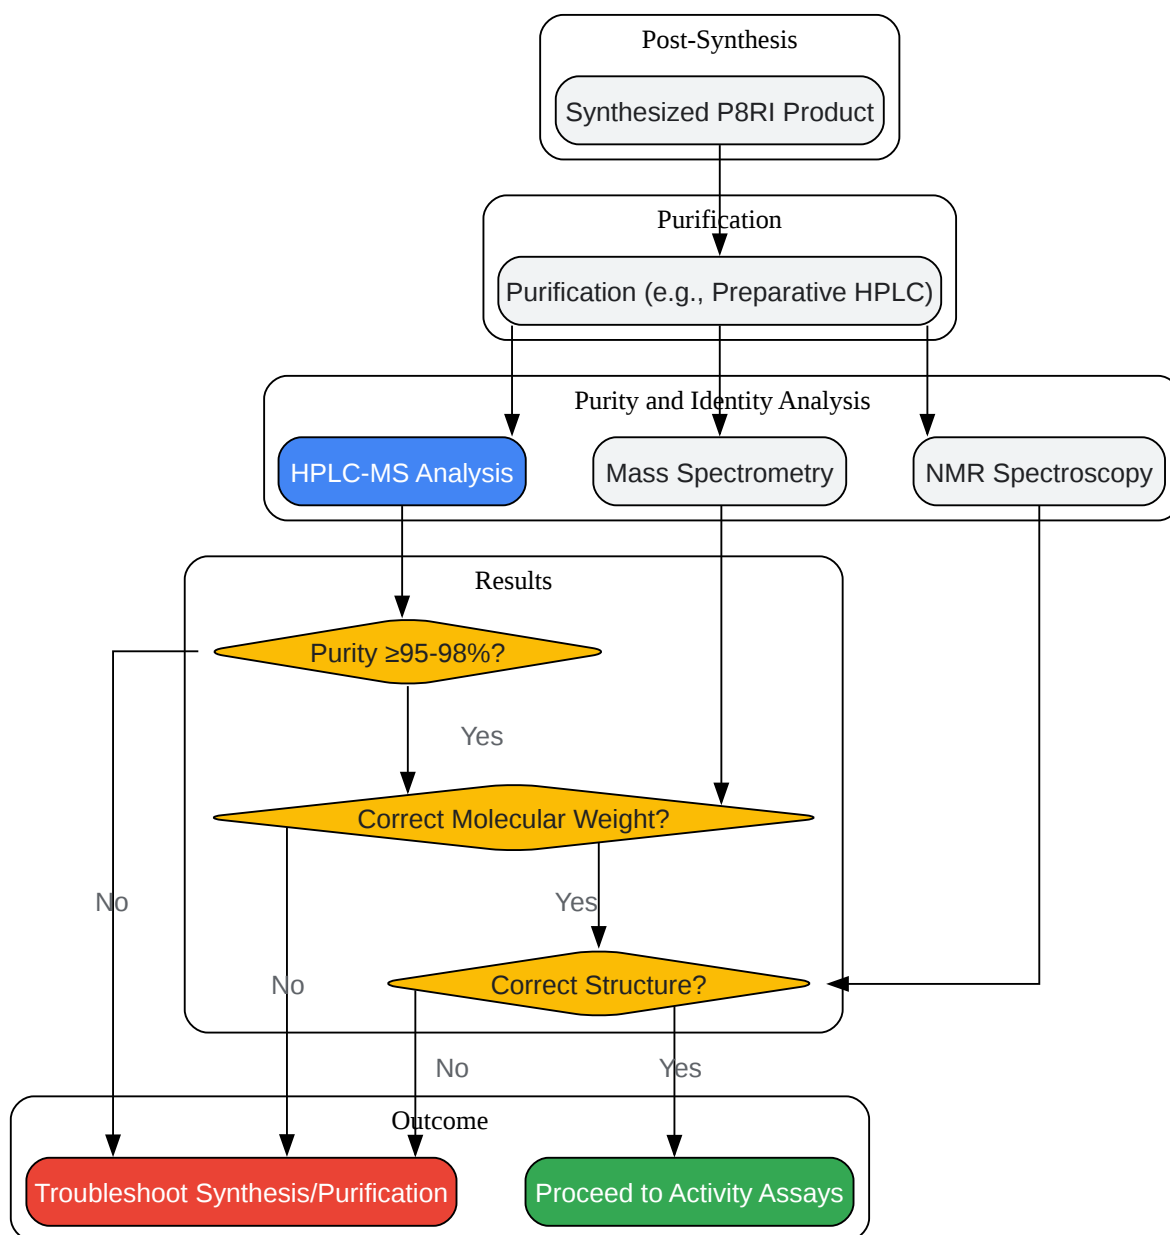 Post-Synthesis
Synthesized P8RI Product
Purification
Purification (e.g., Preparative HPLC)
Purity and Identity Analysis
HPLC-MS Analysis
Mass Spectrometry
NMR Spectroscopy
Results
Purity ≥95-98%?
Yes
Correct Molecular Weight?
No
Yes
No
Correct Structure?
No
Yes
Outcome
Troubleshoot Synthesis/Purification
Proceed to Activity Assays